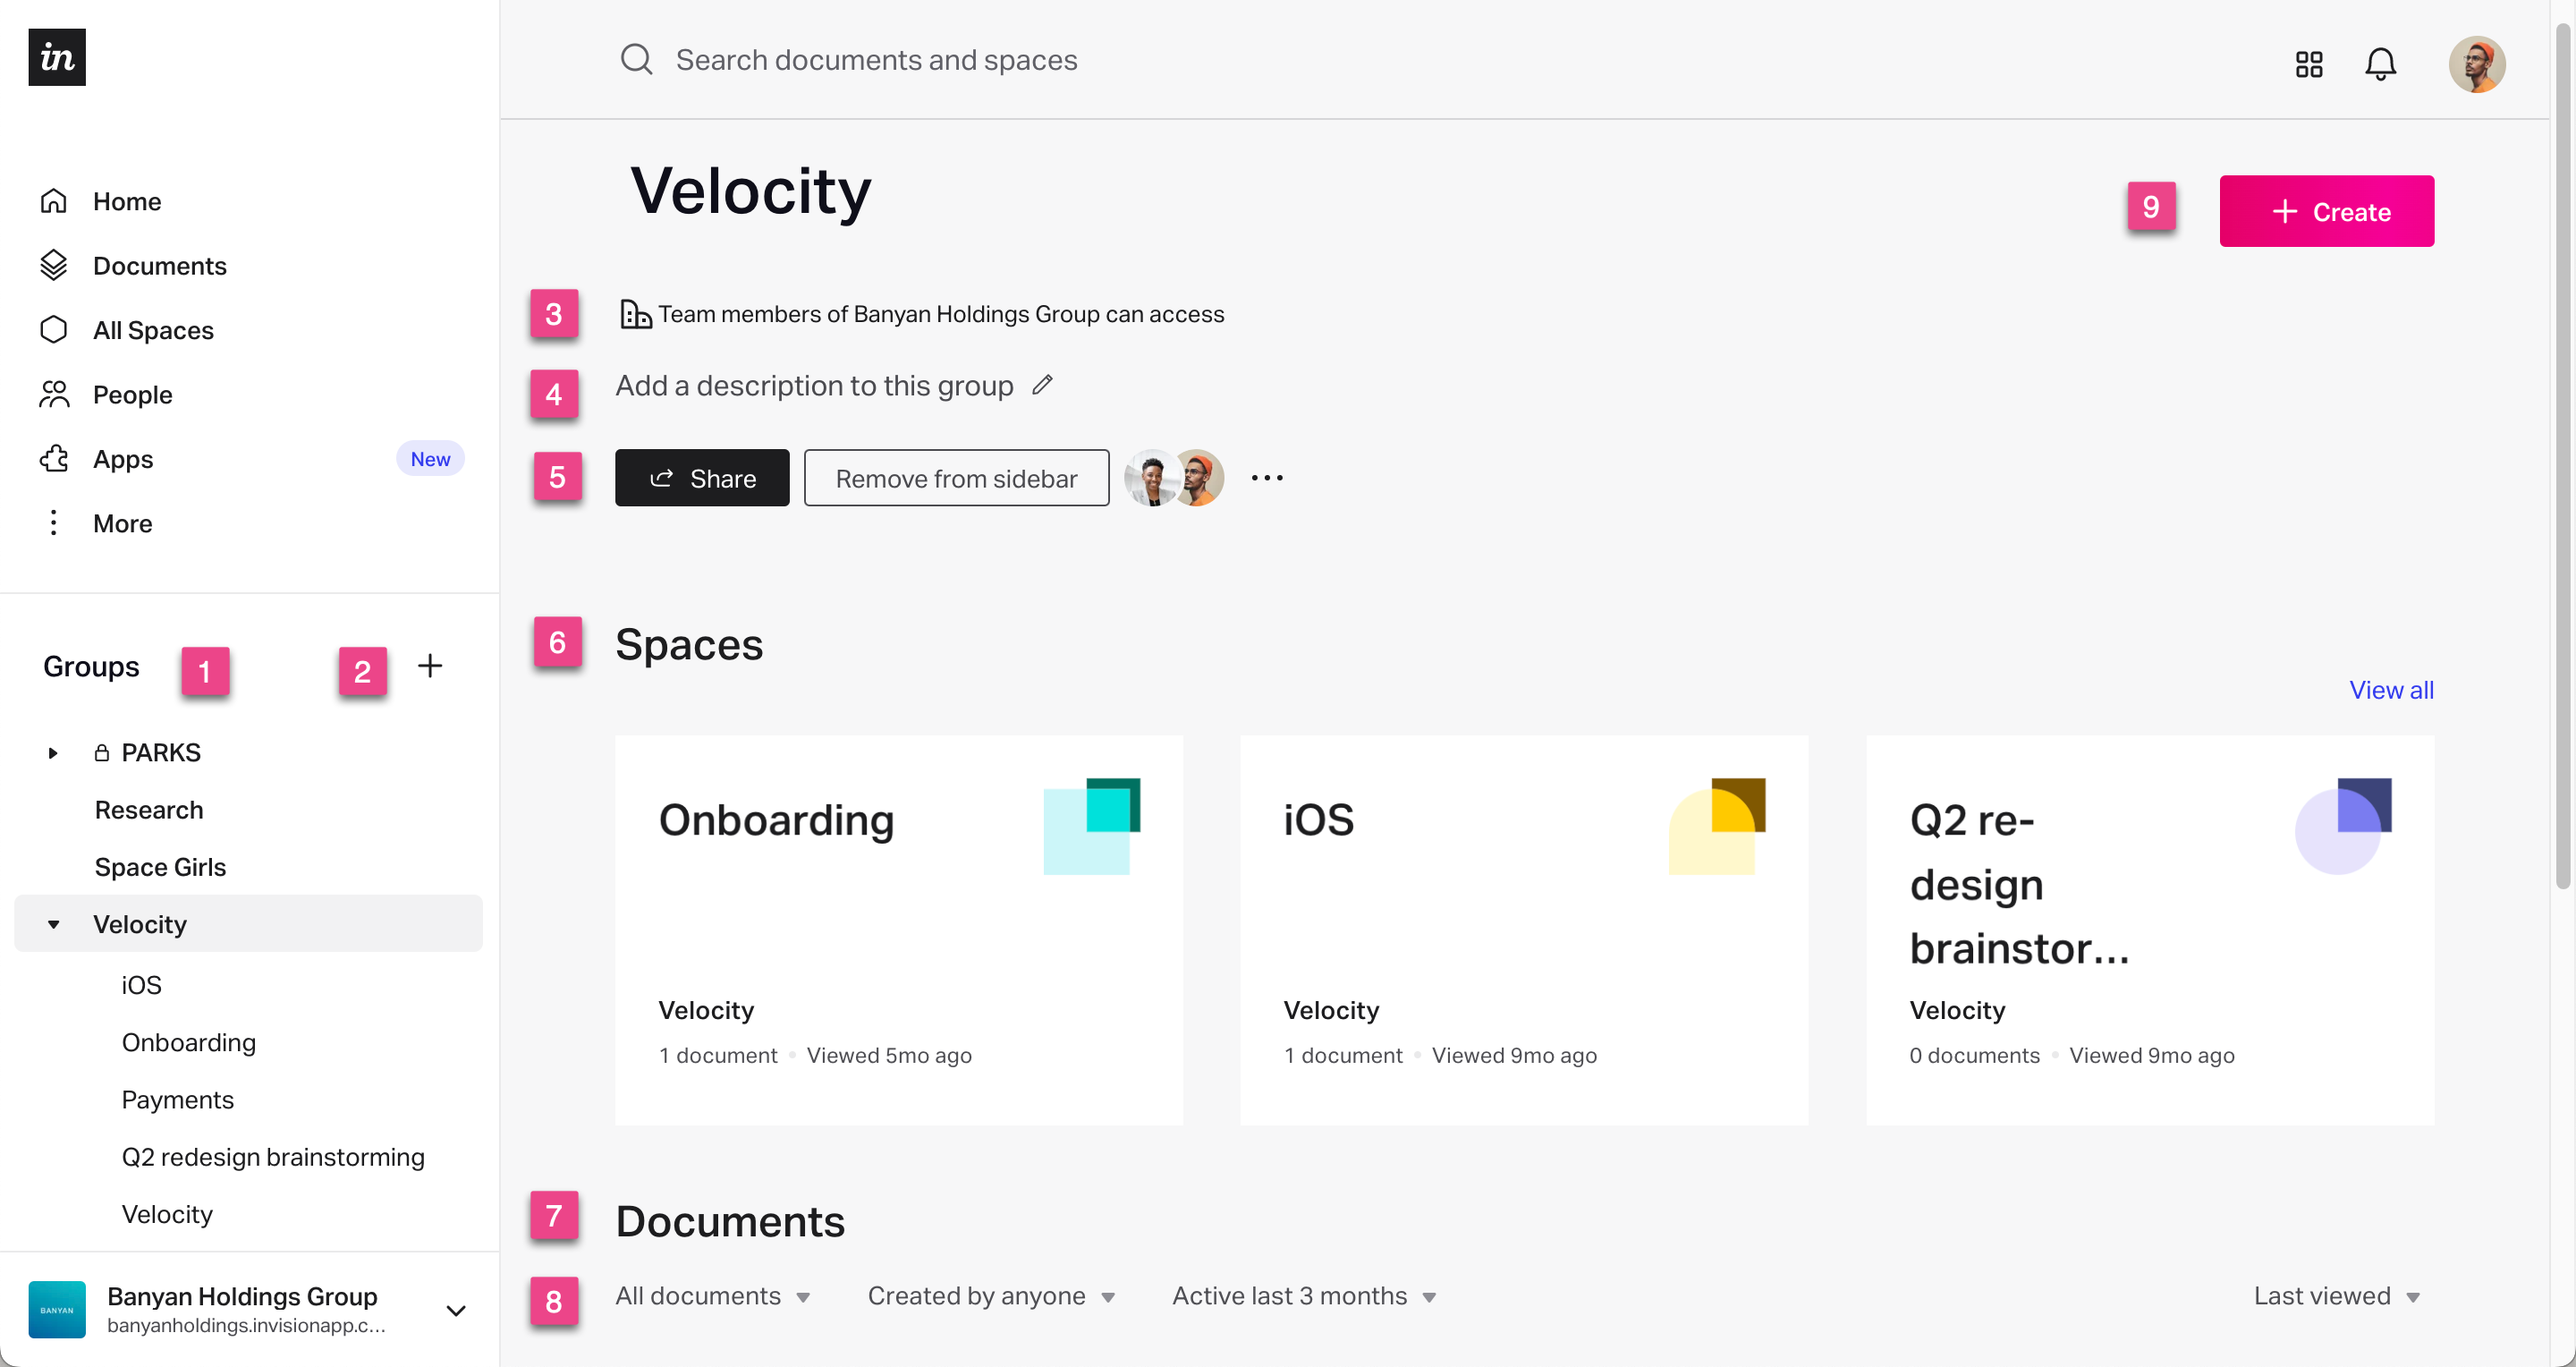 in
Search documents and spaces
Home
Documents
All Spaces
People
Apps
New
More
Groups
1
2
+
PARKS
Research
Space Girls
Velocity
iOS
Onboarding
Payments
Q2 redesign brainstorming
Velocity
BANYAN
Banyan Holdings Group
banyanholdings.invisionapp.c...
Velocity
9
+ Create
3
Team members of Banyan Holdings Group can access
4
Add a description to this group
5
Share
Remove from sidebar
...
6
Spaces
View all
Onboarding
Velocity
1 document • Viewed 5mo ago
iOS
Velocity
1 document • Viewed 9mo ago
Q2 re-
design
brainstor...
Velocity
0 documents • Viewed 9mo ago
7
Documents
8
All documents
Created by anyone
Active last 3 months
Last viewed